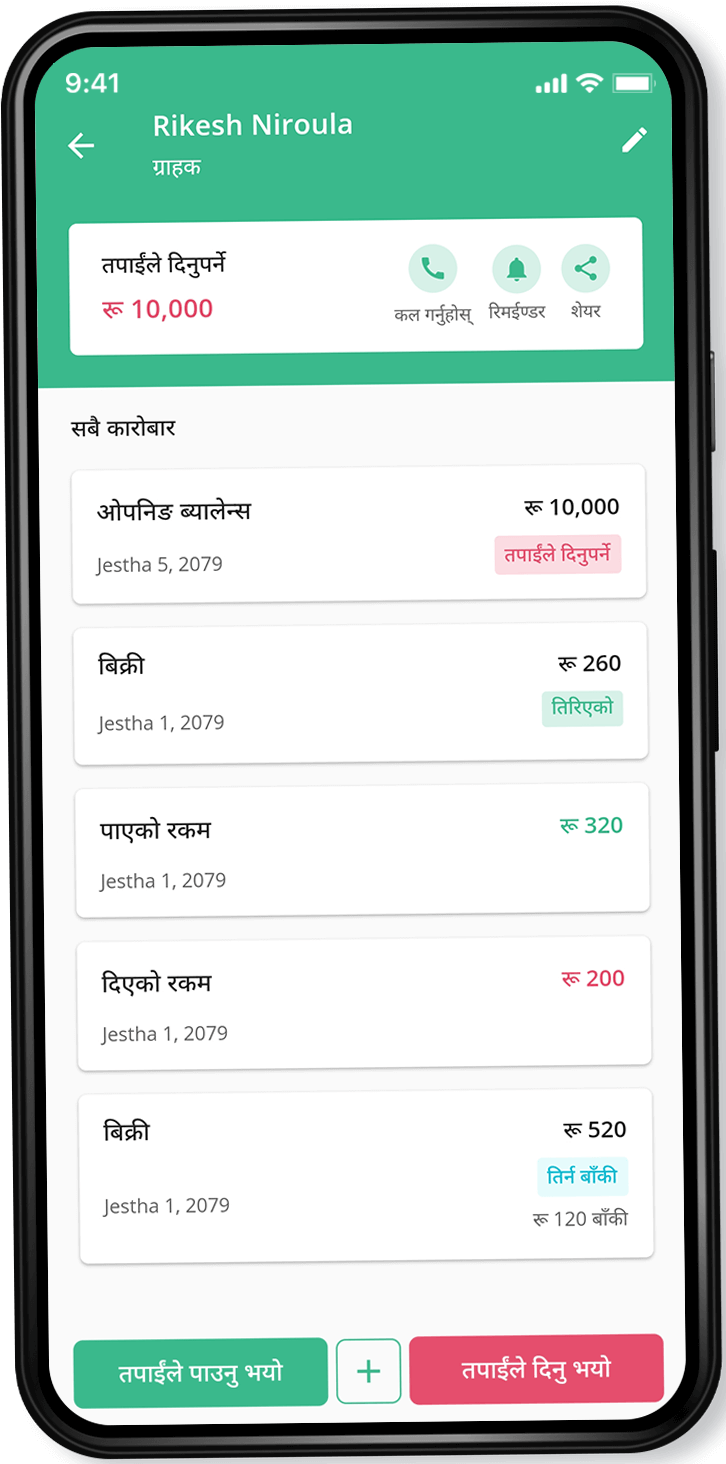 9:41
Rikesh Niroula
ग्राहक
तपाईंले दिनुपर्ने
रू 10,000
कल गर्नुहोस्
रिमाईण्डर
शेयर
सबै कारोबार
ओपनिङ ब्यालेन्स
रू 10,000
Jestha 5, 2079
तपाईंले दिनुपर्ने
बिक्री
रू 260
Jestha 1, 2079
तिरिएको
पाएको रकम
रू 320
Jestha 1, 2079
दिएको रकम
रू 200
Jestha 1, 2079
बिक्री
रू 520
तिर्न बाँकी
Jestha 1, 2079
रू 120 बाँकी
तपाईंले पाउनु भयो
+
तपाईंले दिनु भयो